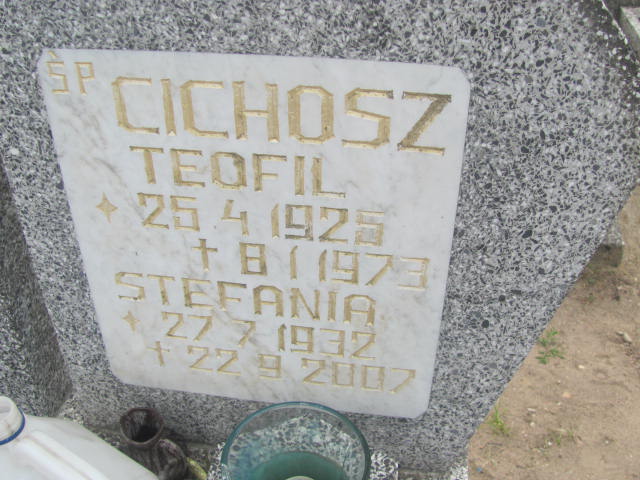 ŚP CICHOSZ
TEOFIL
✦ 25 4 1925
✝ 8 1 1973
STEFANIA
✦ 27 7 1932
✝ 22 9 2007